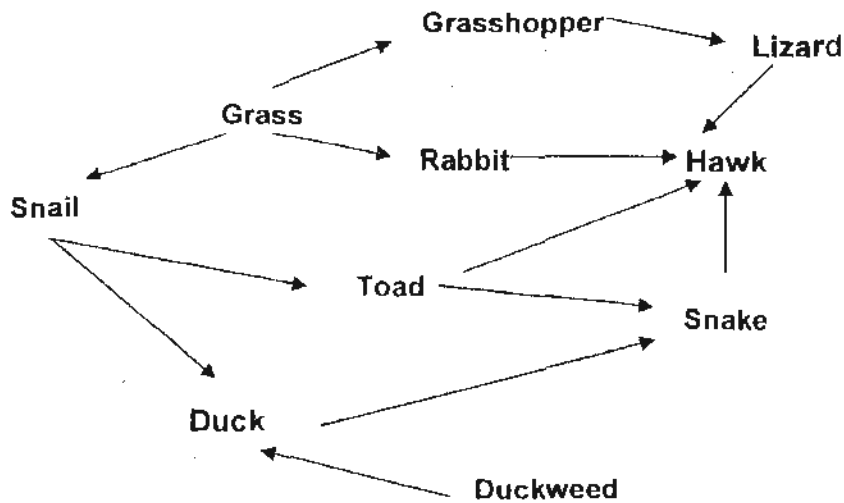 Grasshopper
Lizard
Grass
Rabbit
Hawk
Snail
Toad
Snake
Duck
Duckweed